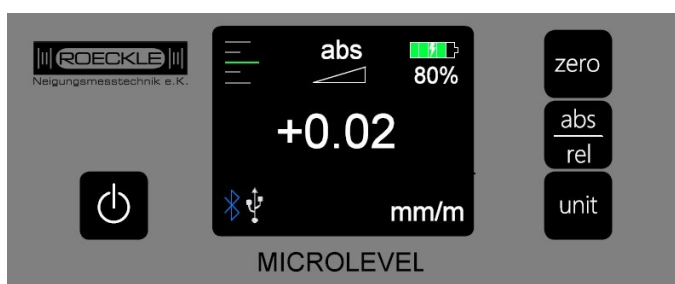 ROECKLE
Neigungsmesstechnik e.K.
abs
80%
+0.02
mm/m
zero
abs
rel
unit
MICROLEVEL